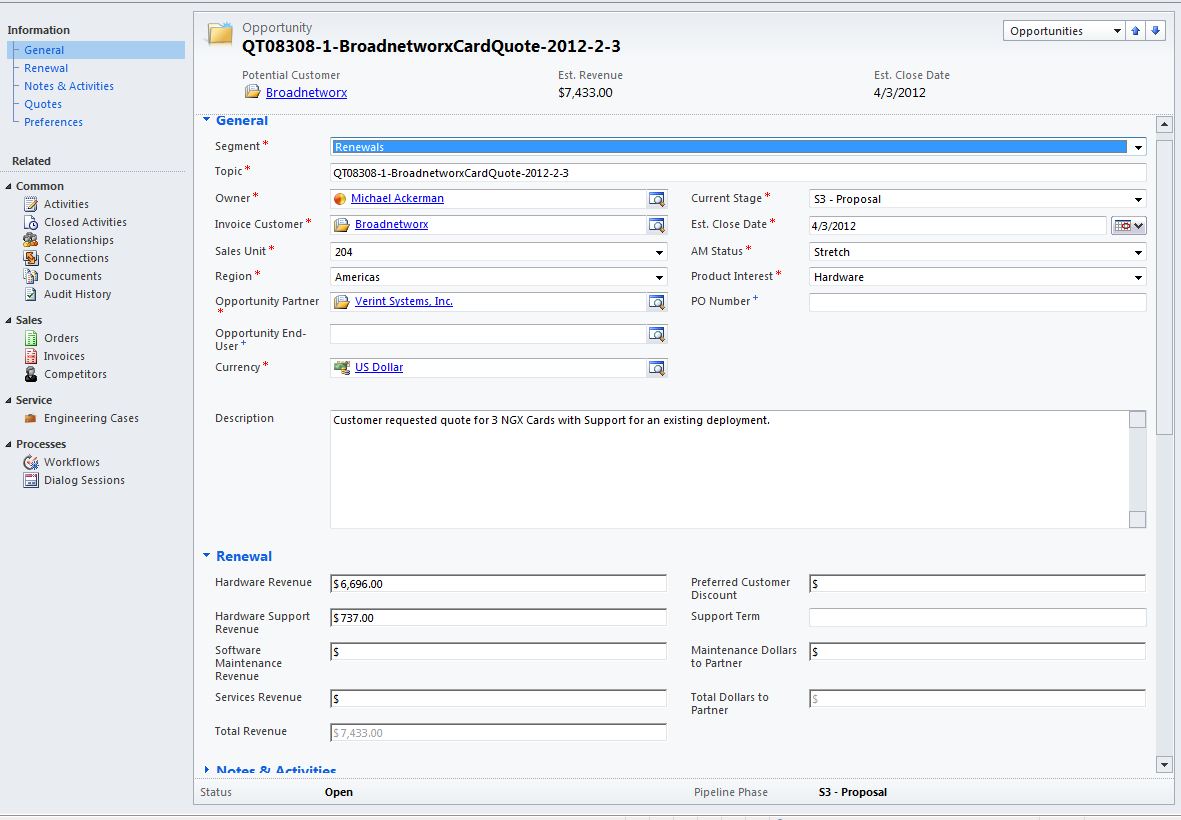 Information
General
Renewal
Notes & Activities
Quotes
Preferences
Related
Common
Activities
Closed Activities
Relationships
Connections
Documents
Audit History
Sales
Orders
Invoices
Competitors
Service
Engineering Cases
Processes
Workflows
Dialog Sessions
Opportunity
QT08308-1-BroadnetworxCardQuote-2012-2-3
Opportunities
Potential Customer Est. Revenue Est. Close Date
Broadnetworx $7,433.00 4/3/2012
General
Segment* Renewals
Topic* QT08308-1-BroadnetworxCardQuote-2012-2-3
Owner* Michael Ackerman Current Stage* S3 - Proposal
Invoice Customer* Broadnetworx Est. Close Date* 4/3/2012
Sales Unit* 204 AM Status* Stretch
Region* Americas Product Interest* Hardware
Opportunity Partner Verint Systems, Inc. PO Number+
*
Opportunity End-
User+
Currency* US Dollar
Description Customer requested quote for 3 NGX Cards with Support for an existing deployment.
Renewal
Hardware Revenue $6,696.00 Preferred Customer $
Discount
Hardware Support $737.00 Support Term
Revenue
Software $ Maintenance Dollars $
Maintenance to Partner
Revenue
Services Revenue $ Total Dollars to $
Partner
Total Revenue $7,433.00
Notes & Activities
Status Open Pipeline Phase S3 - Proposal